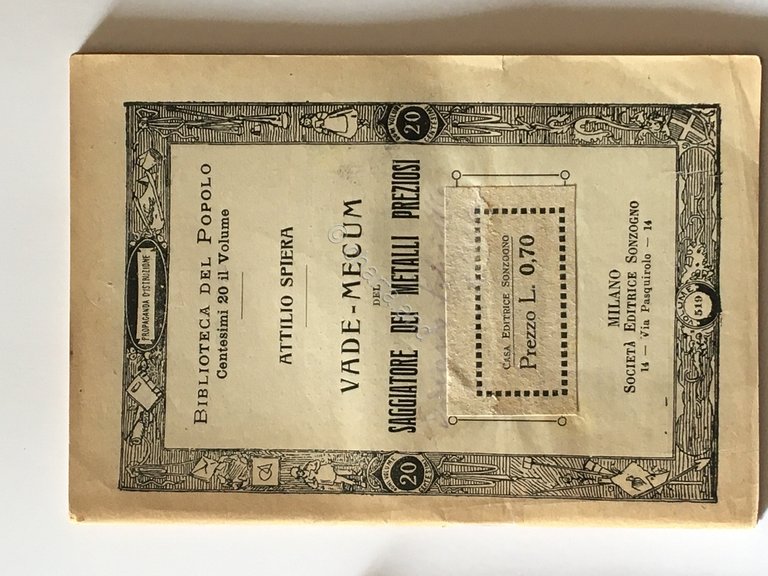 PROPAGANDA D'ISTRUZIONE
BIBLIOTECA DEL POPOLO
Centesimi 20 il Volume
ATTILIO SPIERA
VADE-MECUM
DEL
SAGGIATORE DEI METALLI PREZIOSI
20
20
CASA EDITRICE SONZOGNO
Prezzo L. 0,70
MILANO
SOCIETÀ EDITRICE SONZOGNO
14 — Via Pasquirolo — 14
VOLUME
519